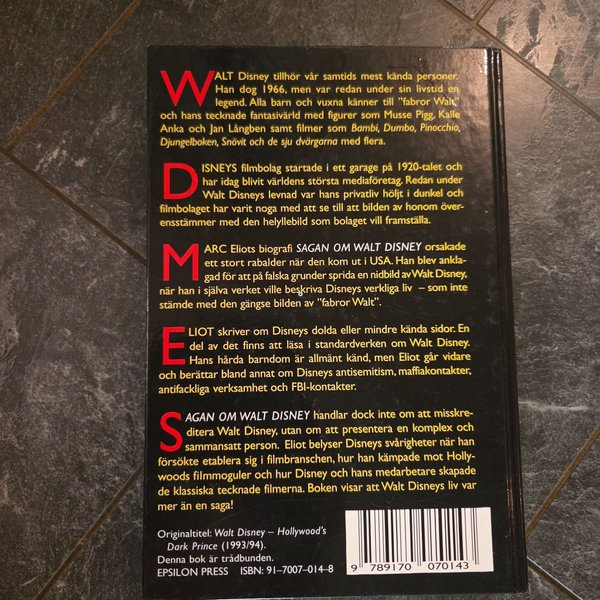 WALT Disney tillhör vår samtids mest kända personer.
Han dog 1966, men var redan under sin livstid en
legend. Alla barn och vuxna känner till "fabror Walt"
och hans tecknade fantasivärld med figurer som Musse Pigg, Kalle
Anka och Jan Långben samt filmer som Bambi, Dumbo, Pinocchio,
Djungelboken, Snövit och de sju dvärgarna med flera.
DISNEYS filmbolag startade i ett garage på 1920-talet och
har idag blivit världens största mediaföretag. Redan under
Walt Disneys levnad var hans privatliv höljt i dunkel och
filmbolaget har varit noga med att se till att bilden av honom över-
ensstämmer med den helyllebild som bolaget vill framställa.
MARC Eliots biografi SAGAN OM WALT DISNEY orsakade
ett stort rabalder när den kom ut i USA. Han blev ankla-
gad för att på falska grunder sprida en nidbild av Walt Disney,
när han i själva verket ville beskriva Disneys verkliga liv – som inte
stämde med den gängse bilden av "fabror Walt".
ELIOT skriver om Disneys dolda eller mindre kända sidor. En
del av det finns att läsa i standardverken om Walt Disney.
Hans hårda barndom är allmänt känd, men Eliot går vidare
och berättar bland annat om Disneys antisemitism, maffiakontakter,
antifackliga verksamhet och FBI-kontakter.
SAGAN OM WALT DISNEY handlar dock inte om att misskre-
ditera Walt Disney, utan om att presentera en komplex och
sammansatt person. Eliot belyser Disneys svårigheter när han
försökte etablera sig i filmbranschen, hur han kämpade mot Holly-
woods filmmoguler och hur Disney och hans medarbetare skapade
de klassiska tecknade filmerna. Boken visar att Walt Disneys liv var
mer än en saga!
Originaltitel: Walt Disney – Hollywood's
Dark Prince (1993/94).
Denna bok är trådbunden.
EPSILON PRESS ISBN: 91-7007-014-8
9 789170 070143